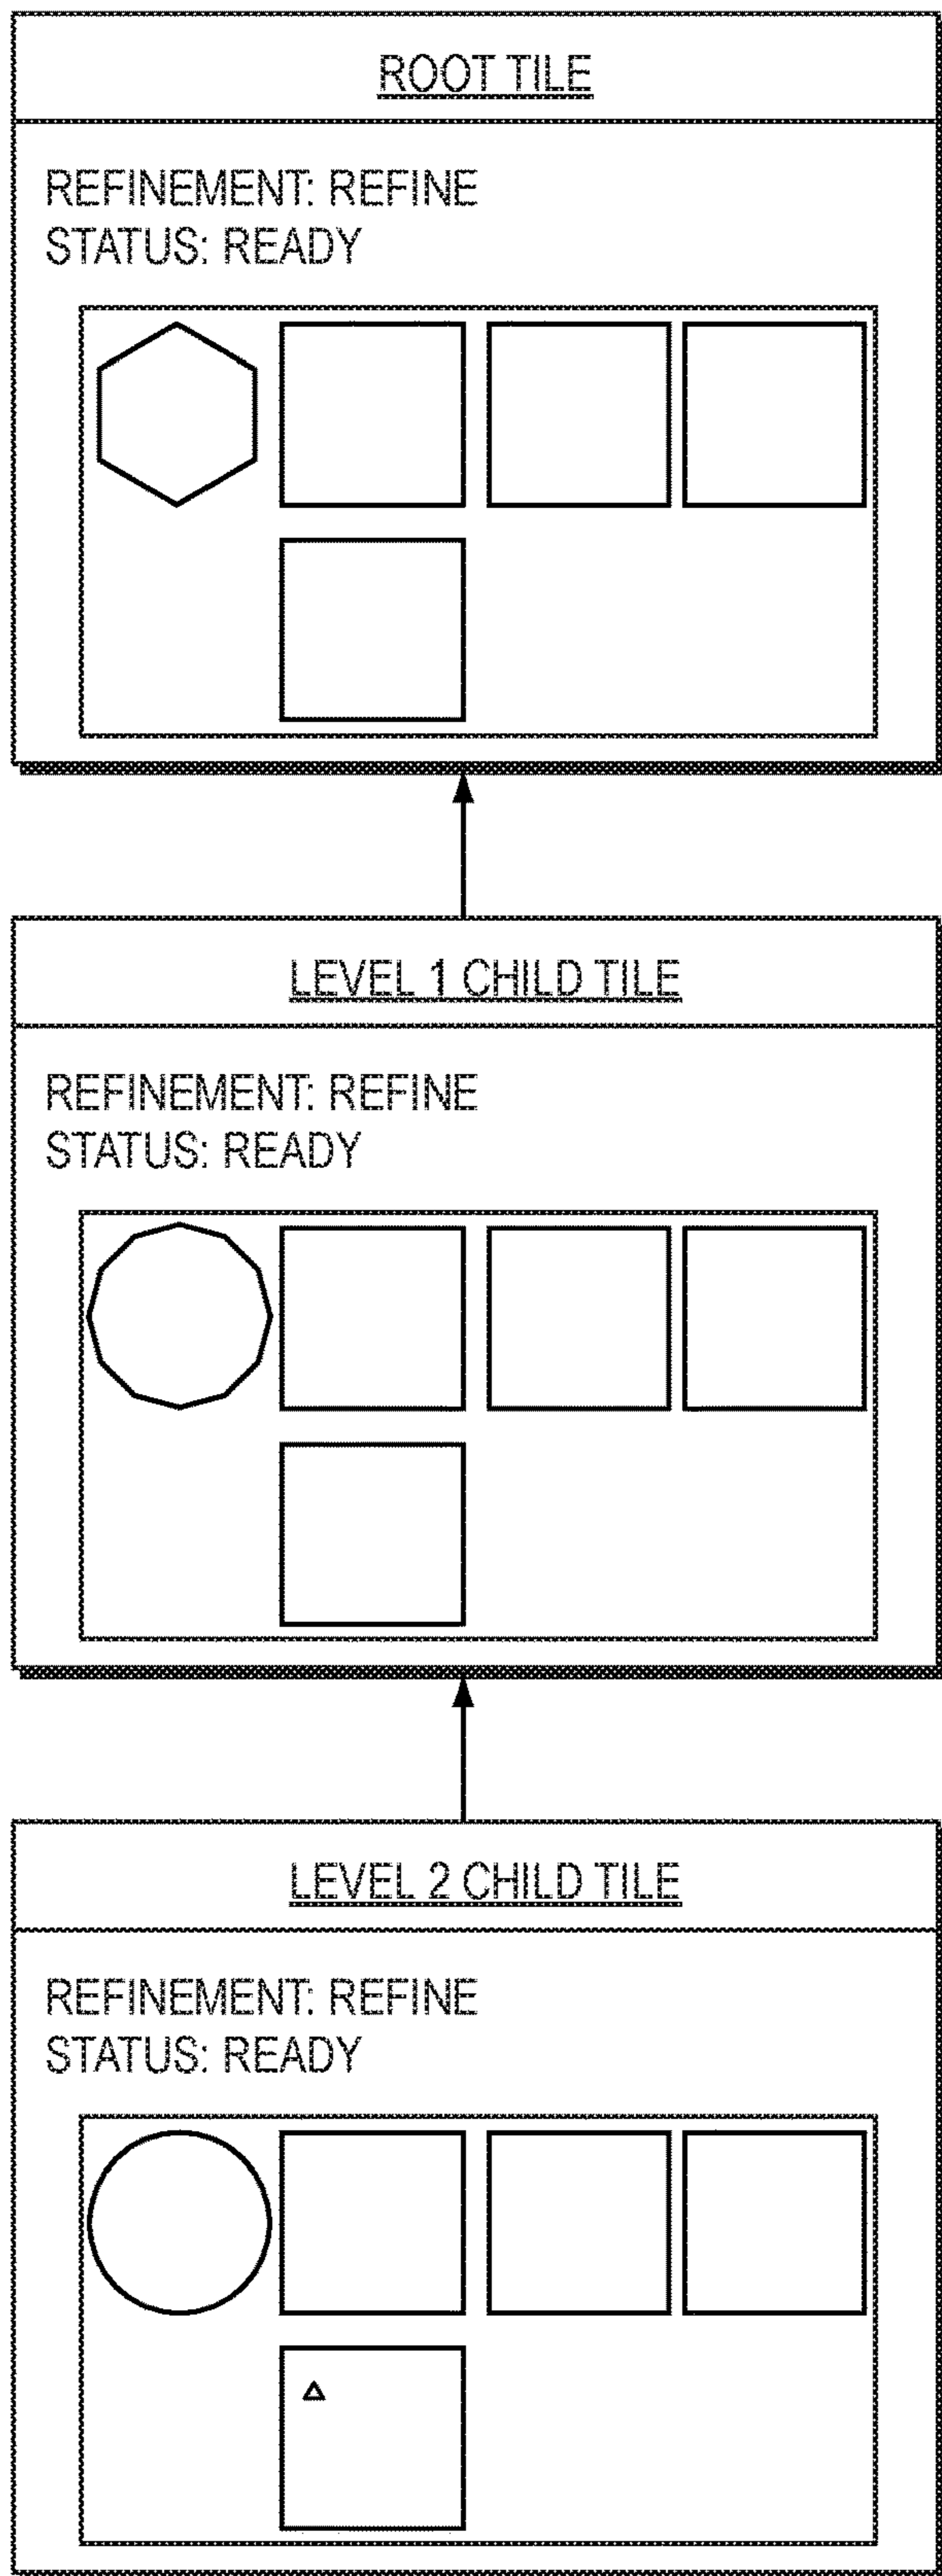 ROOT TILE
REFINEMENT: REFINE
STATUS: READY
LEVEL 1 CHILD TILE
REFINEMENT: REFINE
STATUS: READY
LEVEL 2 CHILD TILE
REFINEMENT: REFINE
STATUS: READY